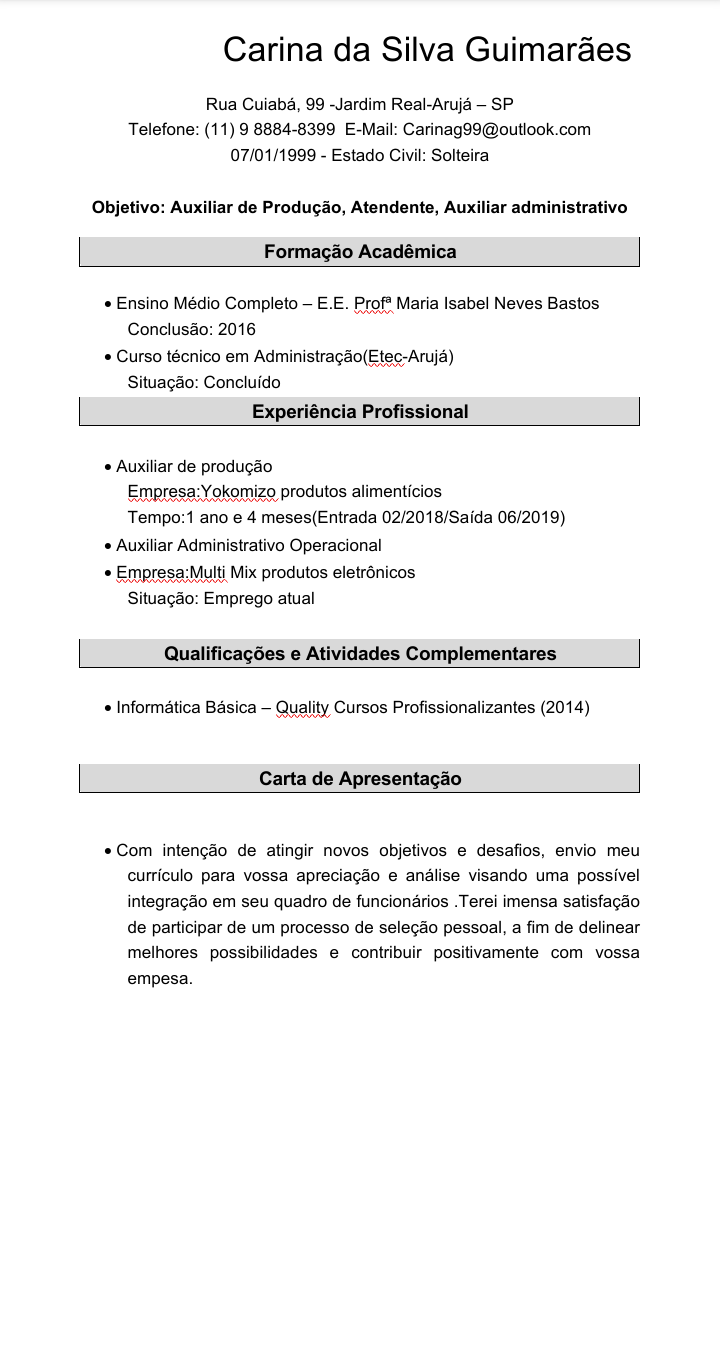 Carina da Silva Guimarães
Rua Cuiabá, 99 -Jardim Real-Arujá – SP
Telefone: (11) 9 8884-8399  E-Mail: Carinag99@outlook.com
07/01/1999 - Estado Civil: Solteira
Objetivo: Auxiliar de Produção, Atendente, Auxiliar administrativo
Formação Acadêmica
• Ensino Médio Completo – E.E. Profª Maria Isabel Neves Bastos
Conclusão: 2016
• Curso técnico em Administração(Etec-Arujá)
Situação: Concluído
Experiência Profissional
• Auxiliar de produção
Empresa:Yokomizo produtos alimentícios
Tempo:1 ano e 4 meses(Entrada 02/2018/Saída 06/2019)
• Auxiliar Administrativo Operacional
• Empresa:Multi Mix produtos eletrônicos
Situação: Emprego atual
Qualificações e Atividades Complementares
• Informática Básica – Quality Cursos Profissionalizantes (2014)
Carta de Apresentação
• Com intenção de atingir novos objetivos e desafios, envio meu
currículo para vossa apreciação e análise visando uma possível
integração em seu quadro de funcionários .Terei imensa satisfação
de participar de um processo de seleção pessoal, a fim de delinear
melhores possibilidades e contribuir positivamente com vossa
empesa.